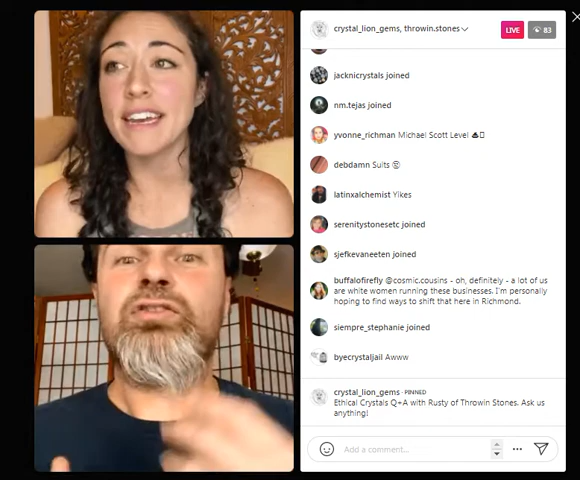 crystal_lion_gems, throwin.stones
LIVE
83
jacknicrystals joined
nm.tejas joined
yvonne_richman Michael Scott Level
debdamn Suits
latinxalchemist Yikes
serenitystonesetc joined
sjefkevaneeten joined
buffalofirefly @cosmic.cousins - oh, definitely - a lot of us
are white women running these businesses. I'm personally
hoping to find ways to shift that here in Richmond.
siempre_stephanie joined
byecrystaljail Awww
crystal_lion_gems · PINNED
Ethical Crystals Q+A with Rusty of Throwin Stones. Ask us
anything!
Add a comment...